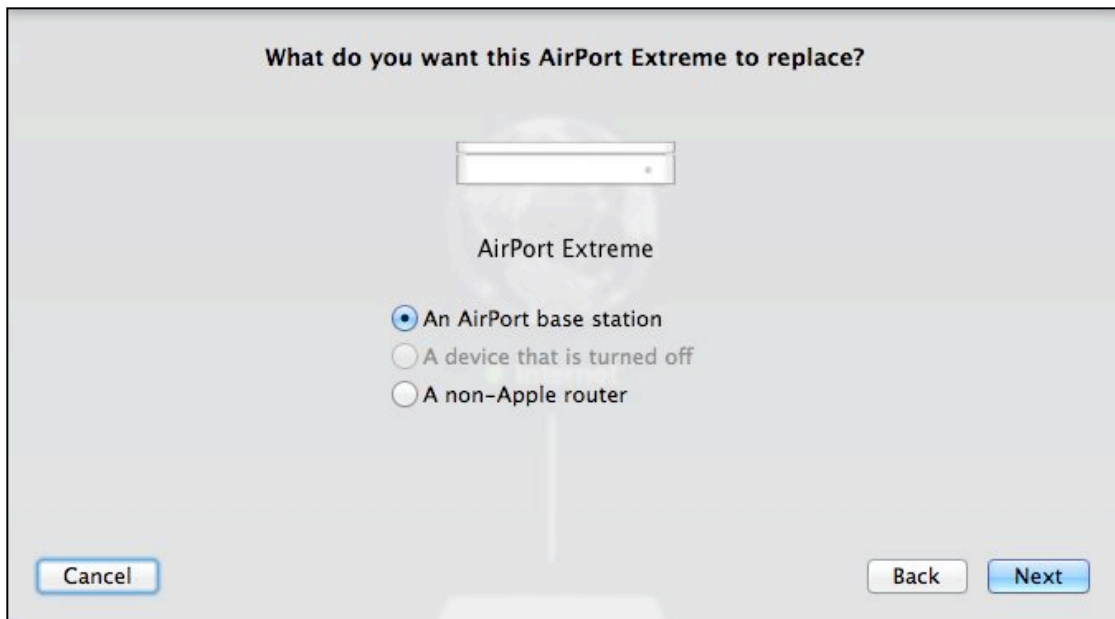 What do you want this AirPort Extreme to replace?
AirPort Extreme
An AirPort base station
A device that is turned off
Internet
A non-Apple router
Cancel
Back
Next